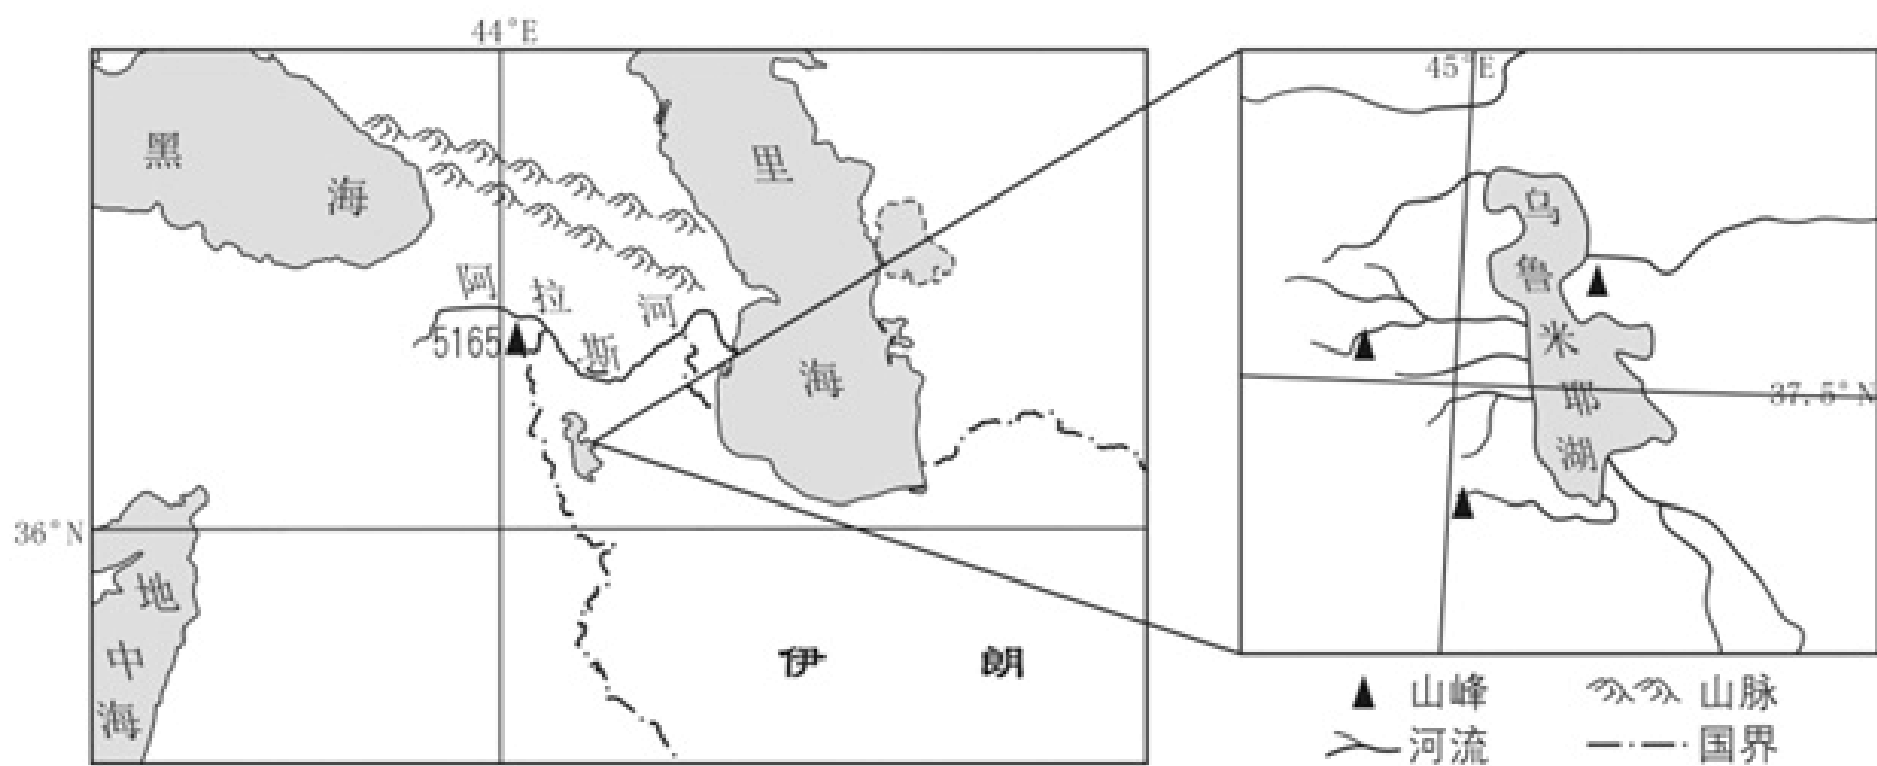 44°E
45°E
黑海
里海
乌鲁米耶湖
阿拉斯河
5165
37.5°N
36°N
地中海
伊朗
山峰
山脉
河流
国界